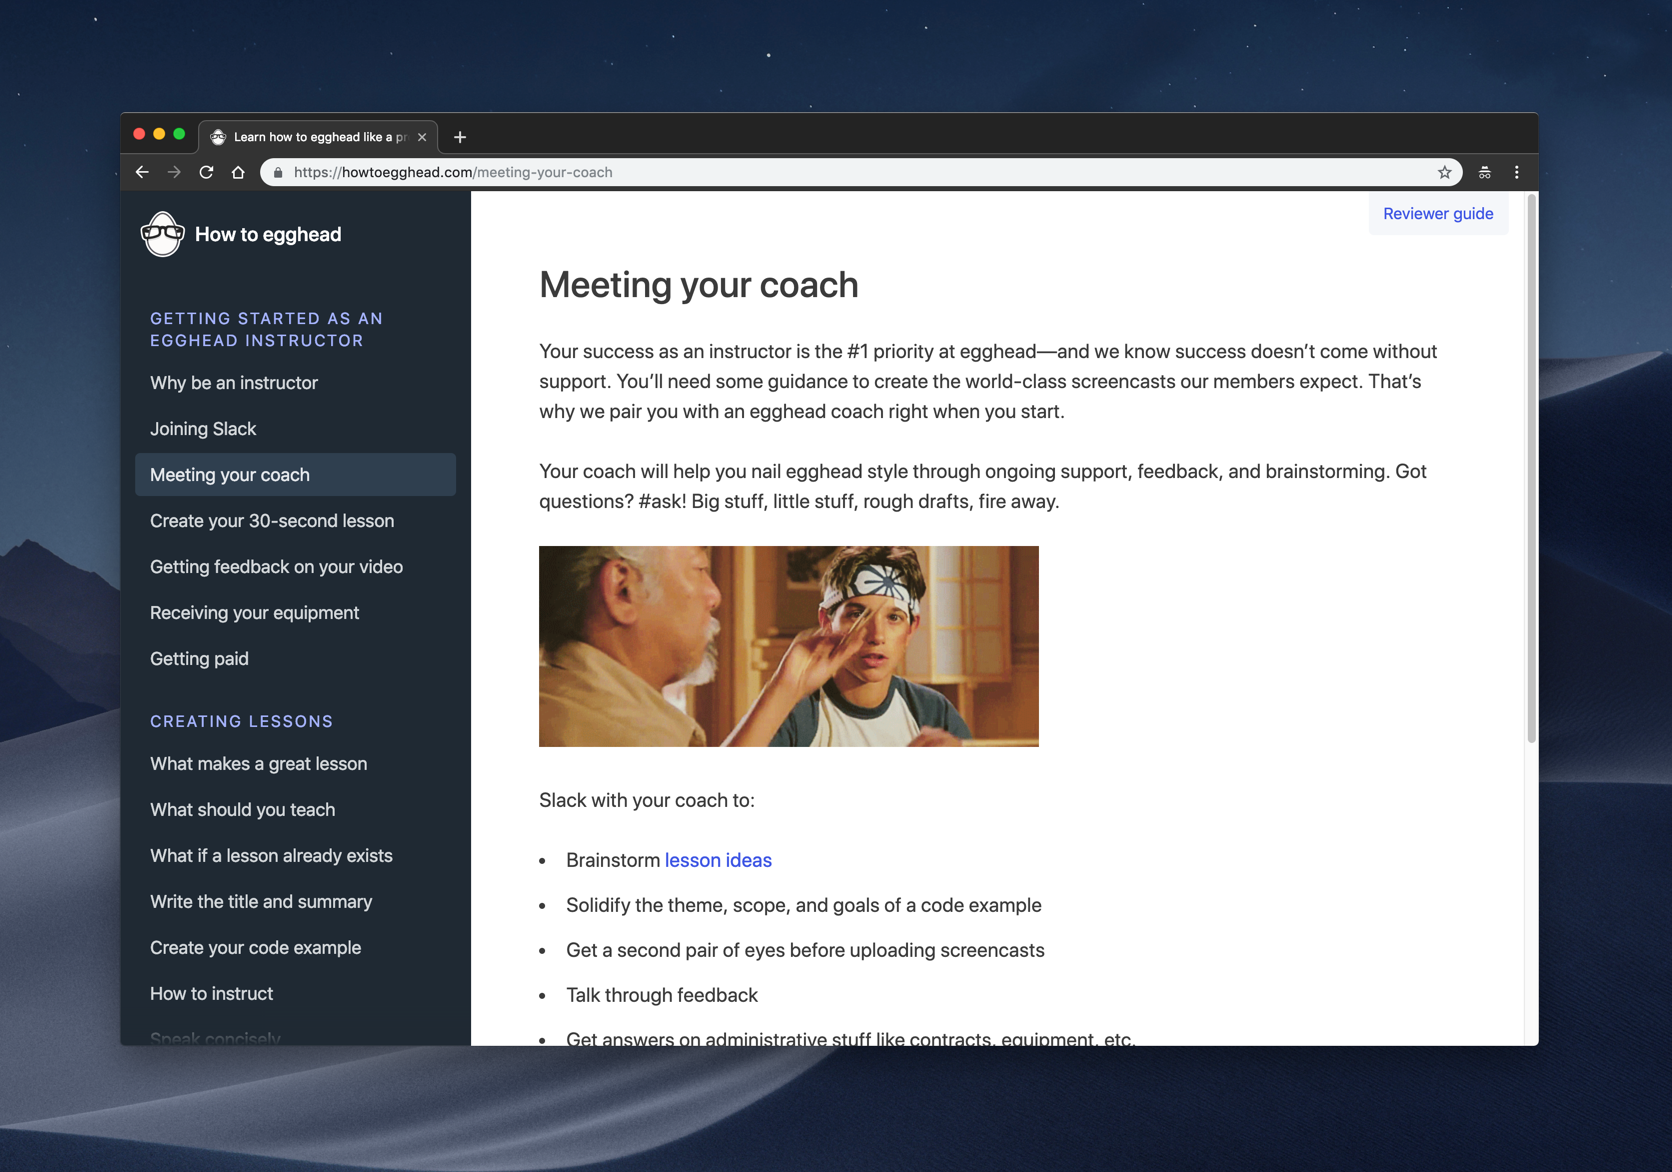 Learn how to egghead like a pr
https://howtoegghead.com/meeting-your-coach
How to egghead
GETTING STARTED AS AN
EGGHEAD INSTRUCTOR
Why be an instructor
Joining Slack
Meeting your coach
Create your 30-second lesson
Getting feedback on your video
Receiving your equipment
Getting paid
CREATING LESSONS
What makes a great lesson
What should you teach
What if a lesson already exists
Write the title and summary
Create your code example
How to instruct
Speak concisely
Reviewer guide
Meeting your coach
Your success as an instructor is the #1 priority at egghead—and we know success doesn’t come without
support. You’ll need some guidance to create the world-class screencasts our members expect. That’s
why we pair you with an egghead coach right when you start.
Your coach will help you nail egghead style through ongoing support, feedback, and brainstorming. Got
questions? #ask! Big stuff, little stuff, rough drafts, fire away.
Slack with your coach to:
• Brainstorm lesson ideas
• Solidify the theme, scope, and goals of a code example
• Get a second pair of eyes before uploading screencasts
• Talk through feedback
• Get answers on administrative stuff like contracts, equipment, etc.